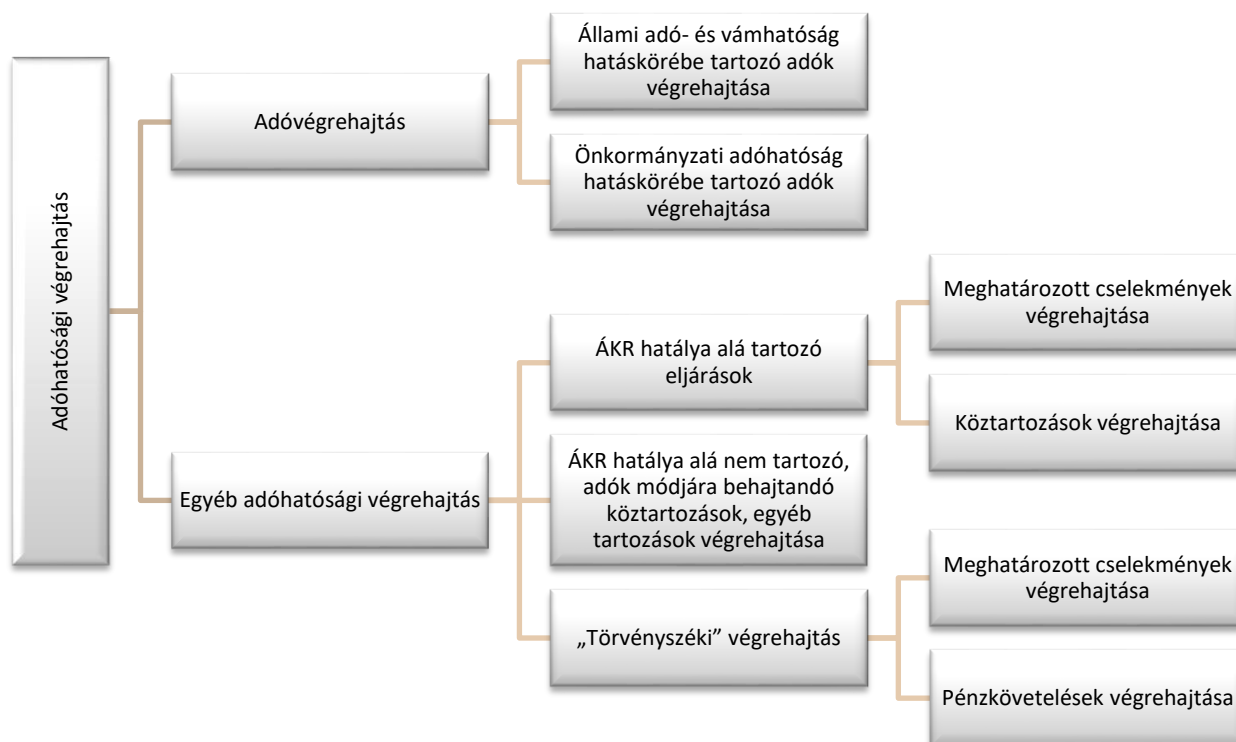 Adóhatósági végrehajtás
Adóvégrehajtás
Állami adó- és vámhatóság
hatáskörébe tartozó adók
végrehajtása
Önkormányzati adóhatóság
hatáskörébe tartozó adók
végrehajtása
Egyéb adóhatósági végrehajtás
ÁKR hatálya alá tartozó
eljárások
Meghatározott cselekmények
végrehajtása
Köztartozások végrehajtása
ÁKR hatálya alá nem tartozó,
adók módjára behajtandó
köztartozások, egyéb
tartozások végrehajtása
„Törvényszéki” végrehajtás
Meghatározott cselekmények
végrehajtása
Pénzkövetelések végrehajtása